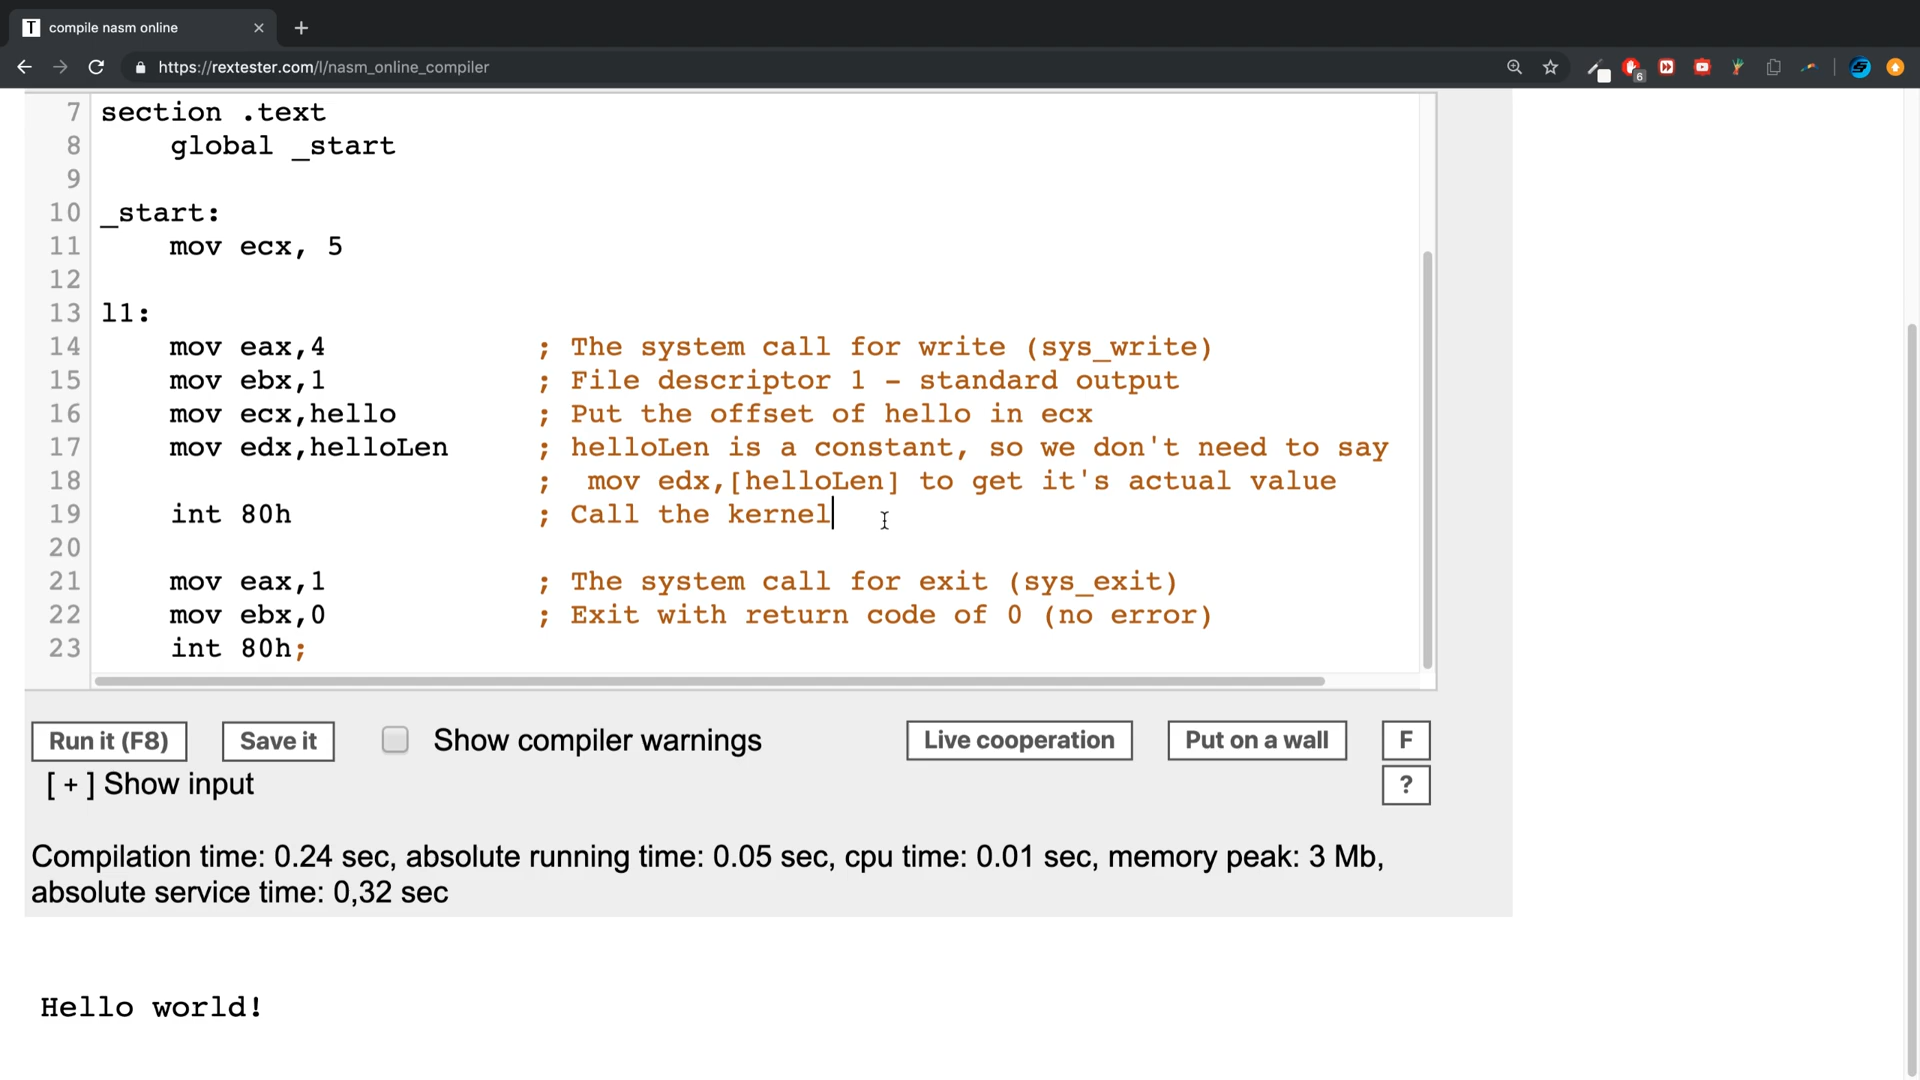 T compile nasm online
https://rextester.com/l/nasm_online_compiler
6
7 section .text
8 global _start
9
10 _start:
11 mov ecx, 5
12
13 l1:
14 mov eax,4 ; The system call for write (sys_write)
15 mov ebx,1 ; File descriptor 1 - standard output
16 mov ecx,hello ; Put the offset of hello in ecx
17 mov edx,helloLen ; helloLen is a constant, so we don't need to say
18 ; mov edx,[helloLen] to get it's actual value
19 int 80h ; Call the kernel
20
21 mov eax,1 ; The system call for exit (sys_exit)
22 mov ebx,0 ; Exit with return code of 0 (no error)
23 int 80h;
Run it (F8) Save it Show compiler warnings Live cooperation Put on a wall F
[ + ] Show input ?
Compilation time: 0.24 sec, absolute running time: 0.05 sec, cpu time: 0.01 sec, memory peak: 3 Mb,
absolute service time: 0,32 sec
Hello world!